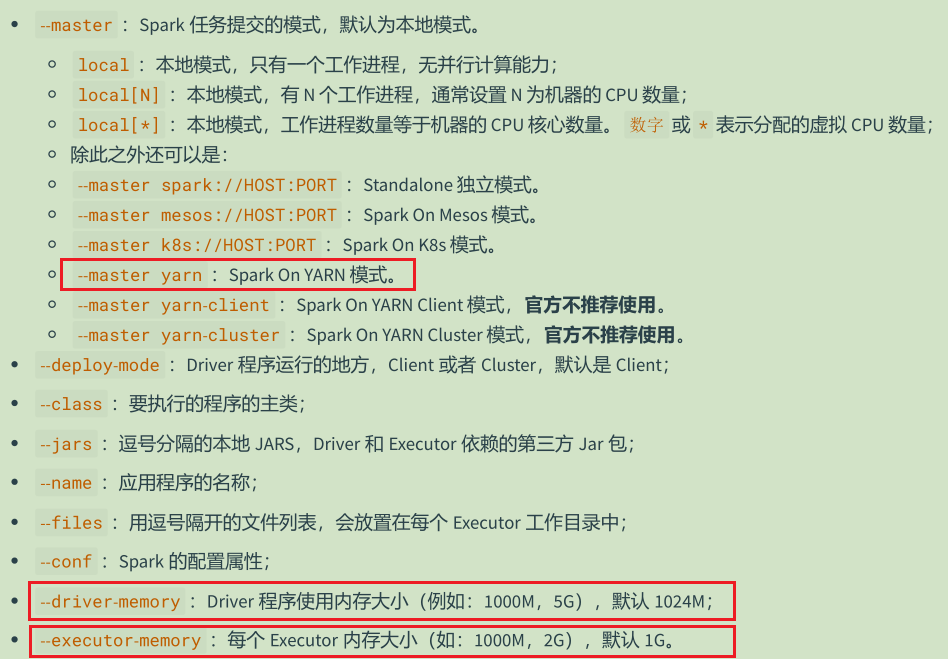 --master ：Spark 任务提交的模式，默认为本地模式。
local ：本地模式，只有一个工作进程，无并行计算能力；
local[N] ：本地模式，有 N 个工作进程，通常设置 N 为机器的 CPU 数量；
local[*] ：本地模式，工作进程数量等于机器的 CPU 核心数量。 数字 或 * 表示分配的虚拟 CPU 数量；
除此之外还可以是：
--master spark://HOST:PORT ：Standalone 独立模式。
--master mesos://HOST:PORT ：Spark On Mesos 模式。
--master k8s://HOST:PORT ：Spark On K8s 模式。
--master yarn ：Spark On YARN 模式。
--master yarn-client ：Spark On YARN Client 模式，官方不推荐使用。
--master yarn-cluster ：Spark On YARN Cluster 模式，官方不推荐使用。
--deploy-mode ：Driver 程序运行的地方，Client 或者 Cluster，默认是 Client；
--class ：要执行的程序的主类；
--jars ：逗号分隔的本地 JARS，Driver 和 Executor 依赖的第三方 Jar 包；
--name ：应用程序的名称；
--files ：用逗号隔开的文件列表，会放置在每个 Executor 工作目录中；
--conf ：Spark 的配置属性；
--driver-memory ：Driver 程序使用内存大小（例如：1000M，5G），默认 1024M；
--executor-memory ：每个 Executor 内存大小（如：1000M，2G），默认 1G。